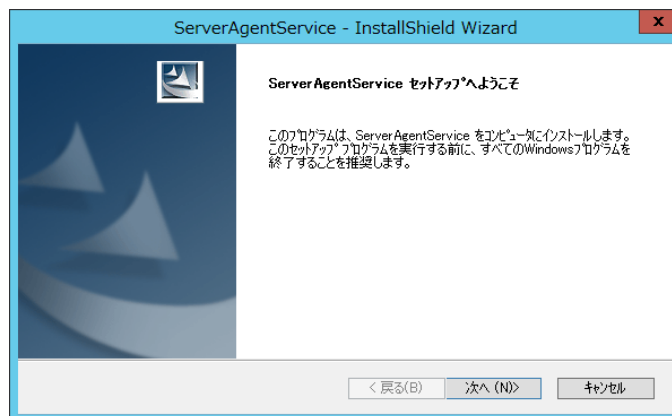 ServerAgentService - InstallShield Wizard
x
ServerAgentService ｾｯﾄｱｯﾌﾟへようこそ
このﾌﾟﾛｸﾞﾗﾑは、ServerAgentService をｺﾝﾋﾟｭｰﾀにｲﾝｽﾄｰﾙします。
このｾｯﾄｱｯﾌﾟ ﾌﾟﾛｸﾞﾗﾑを実行する前に、すべてのWindowsﾌﾟﾛｸﾞﾗﾑを
終了することを推奨します。
< 戻る(B)
次へ (N)>
ｷｬﾝｾﾙ